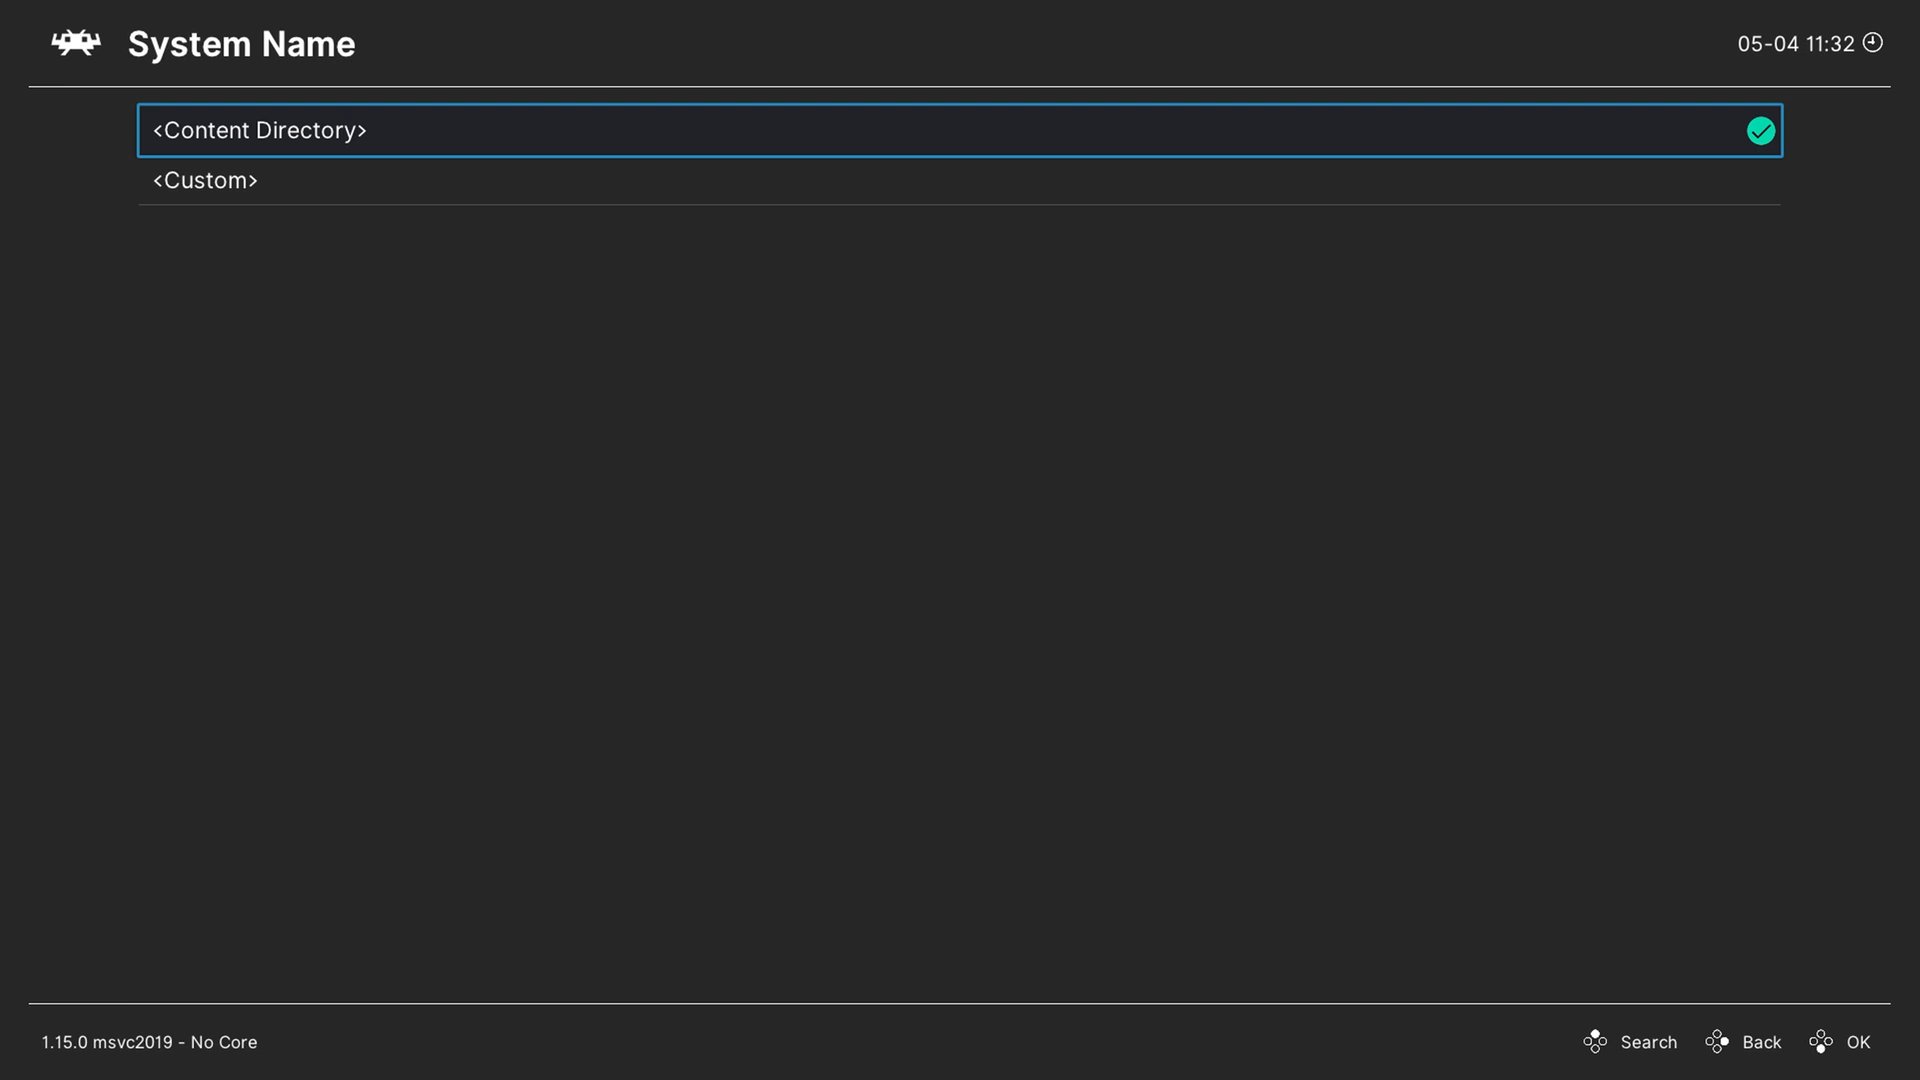 System Name
05-04 11:32
<Content Directory>
<Custom>
1.15.0 msvc2019 - No Core
Search
Back
OK